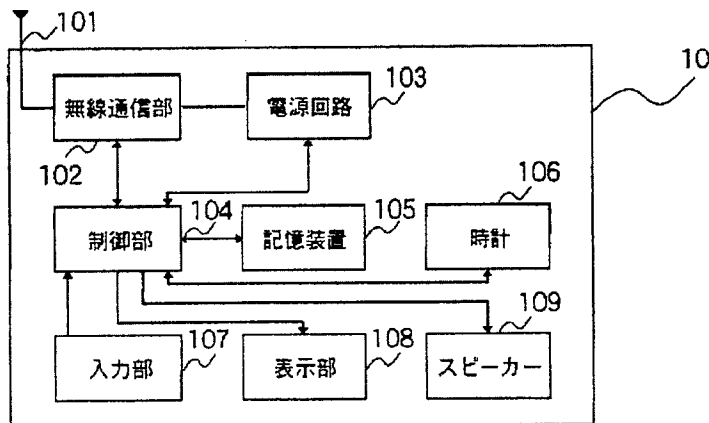 101
10
無線通信部
102
電源回路
103
制御部
104
記憶装置
105
時計
106
入力部
107
表示部
108
スピーカー
109